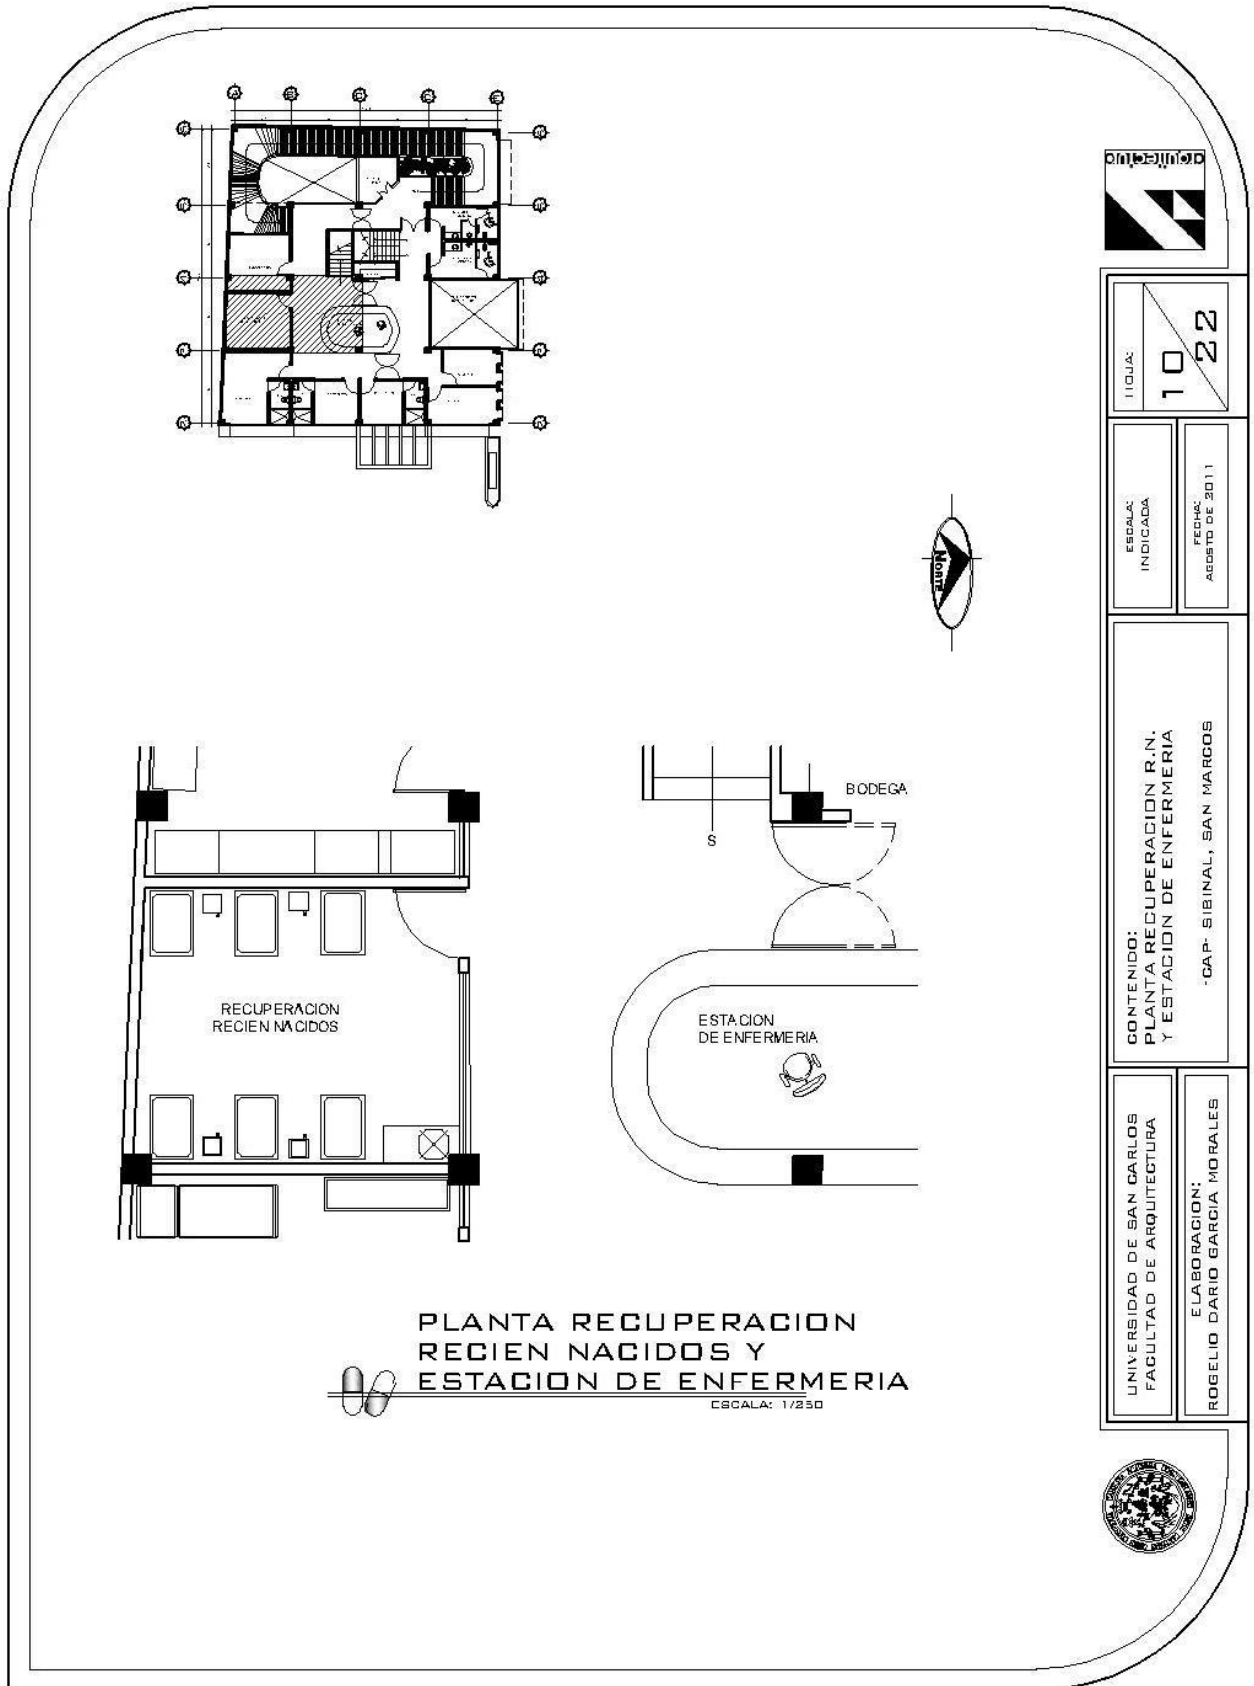 BODEGA
S
RECUPERACION
RECIEN NACIDOS
ESTACION
DE ENFERMERIA
PLANTA RECUPERACION
RECIEN NACIDOS Y
ESTACION DE ENFERMERIA
ESCALA: 1/250
NORTE
arquitectura
HOJA:
10
22
ESCALA:
INDICADA
FECHA:
AGOSTO DE 2011
CONTENIDO:
PLANTA RECUPERACION R.N.
Y ESTACION DE ENFERMERIA
-CAP- SIBINAL, SAN MARCOS
UNIVERSIDAD DE SAN CARLOS
FACULTAD DE ARQUITECTURA
ELABORACION:
ROGELIO DARIO GARCIA MORALES